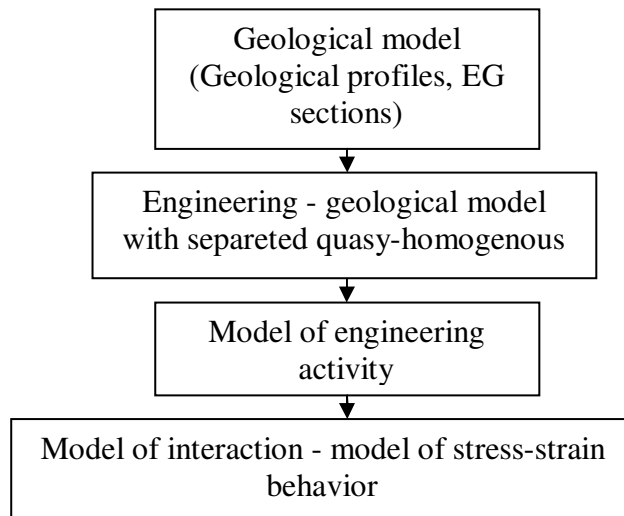 Geological model
(Geological profiles, EG
sections)
Engineering - geological model
with separeted quasy-homogenous
Model of engineering
activity
Model of interaction - model of stress-strain
behavior